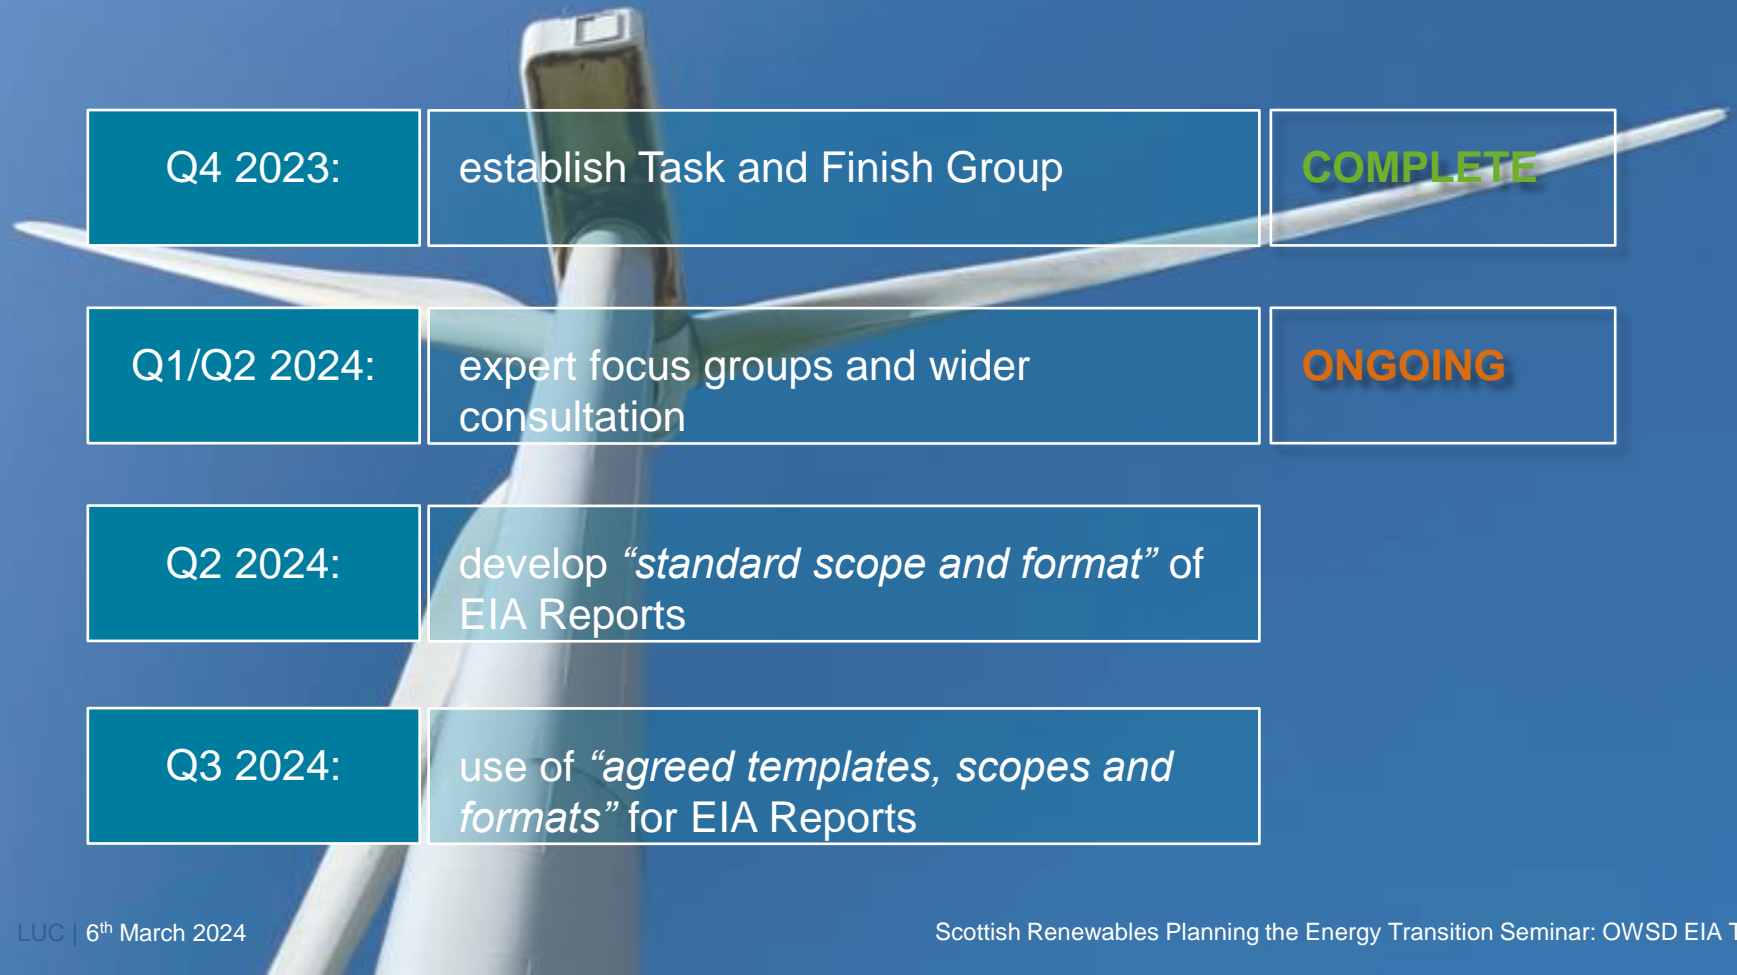 Q4 2023:
establish Task and Finish Group
COMPLETE
Q1/Q2 2024:
expert focus groups and wider
consultation
ONGOING
Q2 2024:
develop “standard scope and format” of
EIA Reports
Q3 2024:
use of “agreed templates, scopes and
formats” for EIA Reports
LUC | 6th March 2024
Scottish Renewables Planning the Energy Transition Seminar: OWSD EIA T